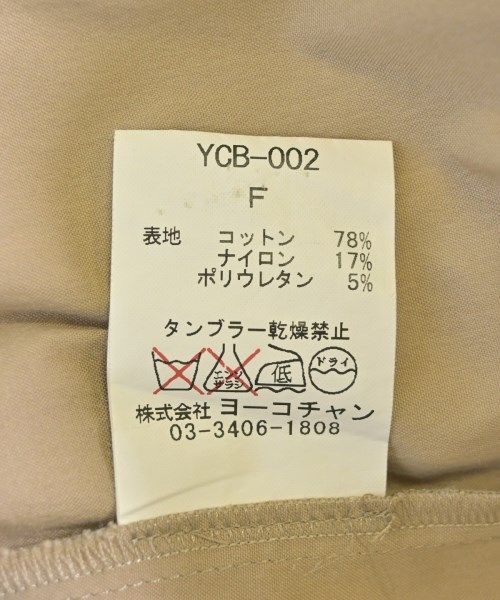 YCB-002
F
表地 コットン 78%
ナイロン 17%
ポリウレタン 5%
タンブラー乾燥禁止
エンソサラシ 低 ドライ
株式会社 ヨーコチャン
03-3406-1808